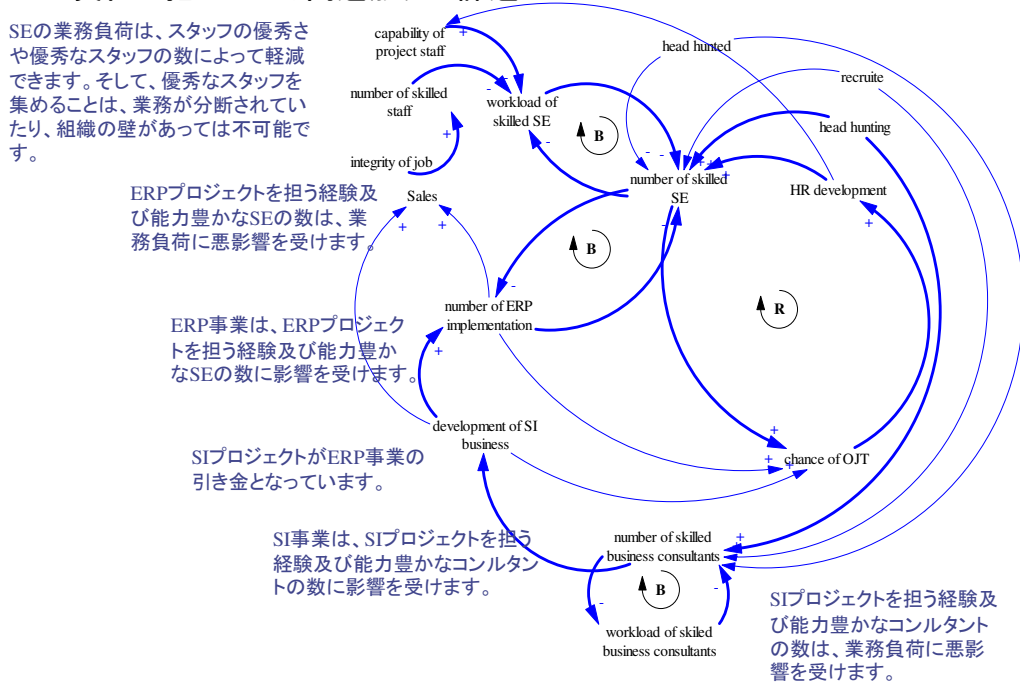 SEの業務負荷は、スタッフの優秀さ
や優秀なスタッフの数によって軽減
できます。そして、優秀なスタッフを
集めることは、業務が分断されてい
たり、組織の壁があっては不可能で
す。
capability of
project staff
+
head hunted
recruite
number of skilled
staff
-
-
workload of
skilled SE
head hunting
B
+
-
integrity of job
- -
+ +
+
number of skilled
SE
HR development
ERPプロジェクトを担う経験及
び能力豊かなSEの数は、業
務負荷に悪影響を受けます。
Sales
+
+
-
+
B
-
number of ERP
implementation
R
ERP事業は、ERPプロジェク
トを担う経験及び能力豊か
なSEの数に影響を受けます。
+
development of SI
business
+
+ +
chance of OJT
SIプロジェクトがERP事業の
引き金となっています。
SI事業は、SIプロジェクトを担う
経験及び能力豊かなコンルタン
トの数に影響を受けます。
number of skilled
business consultants
+
+
+
B
-
-
workload of skiled
business consultants
SIプロジェクトを担う経験及
び能力豊かなコンルタント
の数は、業務負荷に悪影
響を受けます。